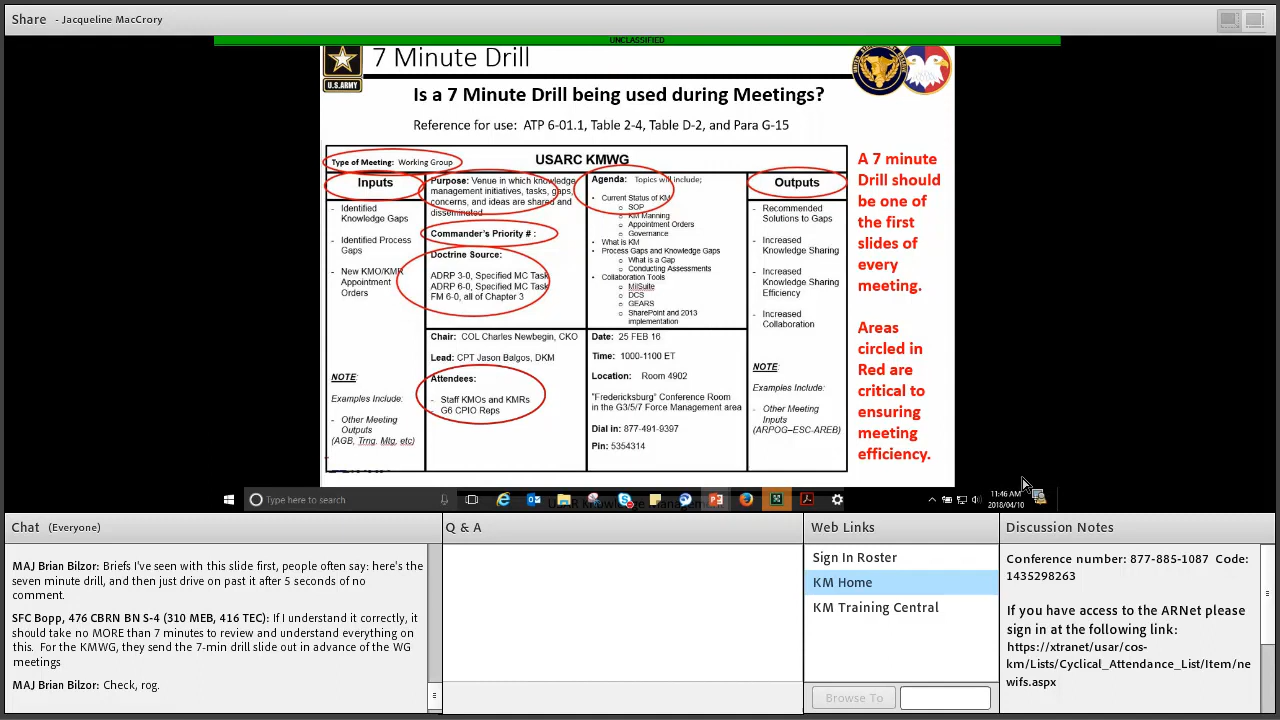 Share - Jacqueline MacCrory
UNCLASSIFIED
7 Minute Drill
U.S.ARMY
Is a 7 Minute Drill being used during Meetings?
Reference for use: ATP 6-01.1, Table 2-4, Table D-2, and Para G-15
Type of Meeting: Working Group
USARC KMWG
Inputs
- Identified
Knowledge Gaps
- Identified Process
Gaps
- New KMO/KMR
Appointment
Orders
NOTE:
Examples Include:
- Other Meeting
Outputs
(AGB, Trng. Mtg, etc)
Purpose: Venue in which knowledge
management initiatives, tasks, gaps,
concerns, and ideas are shared and
disseminated
Commander's Priority # :
Doctrine Source:
ADRP 3-0, Specified MC Task
ADRP 6-0, Specified MC Task
FM 6-0, all of Chapter 3
Chair: COL Charles Newbegin, CKO
Lead: CPT Jason Balgos, DKM
Attendees:
- Staff KMOs and KMRs
- G6 CPIO Reps
Agenda: Topics will include;
• Current Status of KM
o SOP
o KM Manning
o Appointment Orders
o Governance
• What is KM
• Process Gaps and Knowledge Gaps
o What is a Gap
o Conducting Assessments
• Collaboration Tools
o MilSuite
o DCS
o GEARS
o SharePoint and 2013
implementation
Date: 25 FEB 16
Time: 1000-1100 ET
Location: Room 4902
"Fredericksburg" Conference Room
in the G3/5/7 Force Management area
Dial in: 877-491-9397
Pin: 5354314
Outputs
- Recommended
Solutions to Gaps
- Increased
Knowledge Sharing
- Increased
Knowledge Sharing
Efficiency
- Increased
Collaboration
NOTE:
Examples Include:
- Other Meeting
Inputs
(ARPOG–ESC-AREB)
A 7 minute
Drill should
be one of
the first
slides of
every
meeting.
Areas
circled in
Red are
critical to
ensuring
meeting
efficiency.
Type here to search
11:46 AM
2018/04/10
Chat (Everyone)
MAJ Brian Bilzor: Briefs I've seen with this slide first, people often say: here's the
seven minute drill, and then just drive on past it after 5 seconds of no
comment.
SFC Bopp, 476 CBRN BN S-4 (310 MEB, 416 TEC): If I understand it correctly, it
should take no MORE than 7 minutes to review and understand everything on
this. For the KMWG, they send the 7-min drill slide out in advance of the WG
meetings
MAJ Brian Bilzor: Check, rog.
Q & A
Web Links
Sign In Roster
KM Home
KM Training Central
Browse To
Discussion Notes
Conference number: 877-885-1087 Code:
1435298263
If you have access to the ARNet please
sign in at the following link:
https://xtranet/usar/cos-
km/Lists/Cyclical_Attendance_List/Item/ne
wifs.aspx